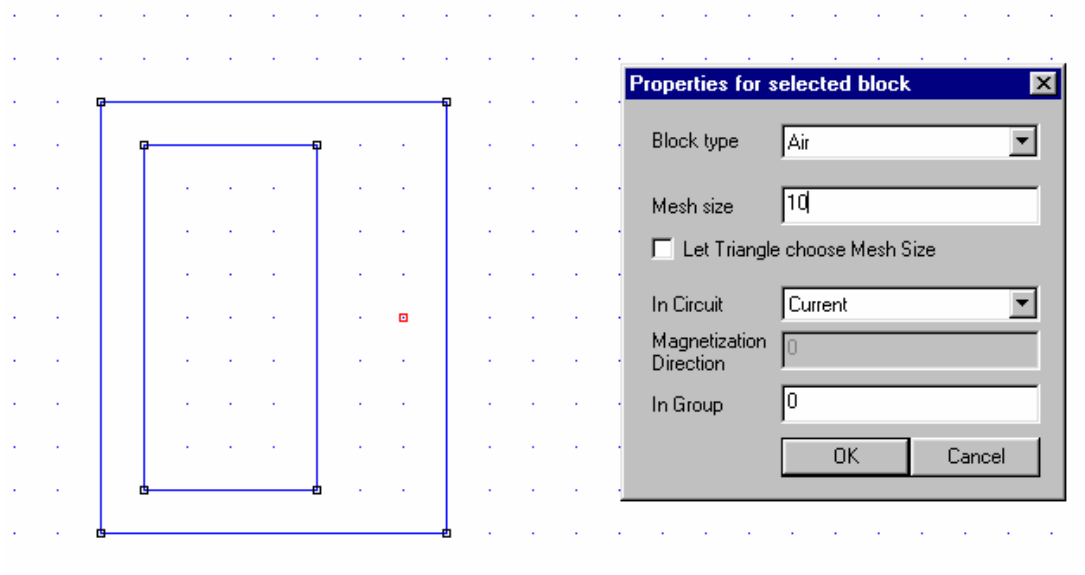 Properties for selected block
Block type
Air
Mesh size
10
Let Triangle choose Mesh Size
In Circuit
Current
Magnetization
Direction
0
In Group
0
OK
Cancel